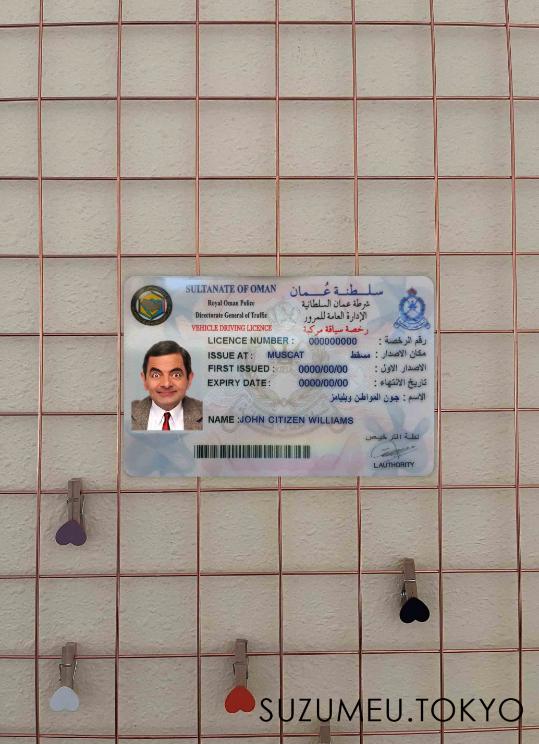 SULTANATE OF OMAN سلطنة عُمان
Royal Oman Police شرطة عمان السلطانية
Directorate General of Traffic الإدارة العامة للمرور
VEHICLE DRIVING LICENCE رخصة سياقة مركبة
LICENCE NUMBER : 000000000 رقم الرخصة :
ISSUE AT : MUSCAT مسقط مكان الاصدار :
FIRST ISSUED : 0000/00/00 الاصدار الاول :
EXPIRY DATE : 0000/00/00 تاريخ الانتهاء :
الاسم : جون المواطن ويليامز
NAME :JOHN CITIZEN WILLIAMS
L.AUTHORITY
SUZUMEU.TOKYO